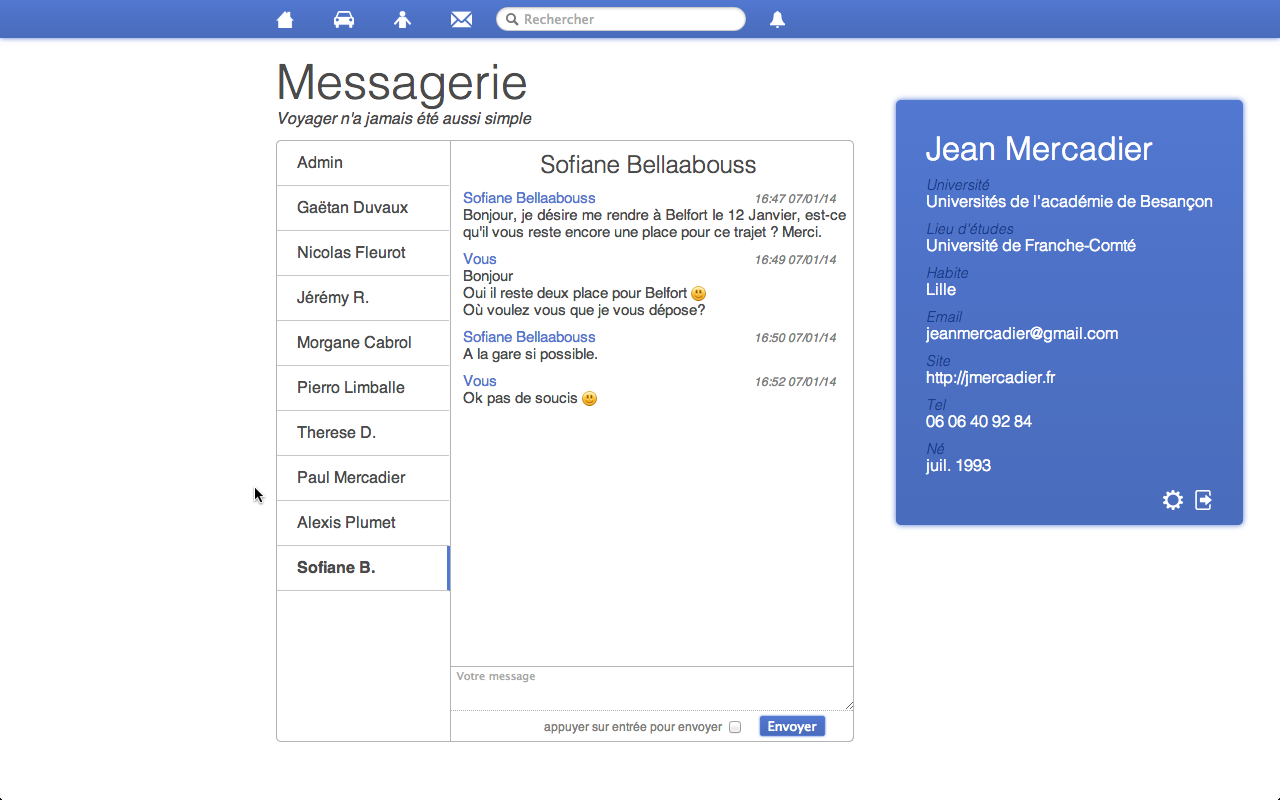 Rechercher
Messagerie
Voyager n'a jamais été aussi simple
Admin
Gaëtan Duvaux
Nicolas Fleurot
Jérémy R.
Morgane Cabrol
Pierro Limballe
Therese D.
Paul Mercadier
Alexis Plumet
Sofiane B.
Sofiane Bellaabouss
Sofiane Bellaabouss 16:47 07/01/14
Bonjour, je désire me rendre à Belfort le 12 Janvier, est-ce
qu'il vous reste encore une place pour ce trajet ? Merci.
Vous 16:49 07/01/14
Bonjour
Oui il reste deux place pour Belfort 🙂
Où voulez vous que je vous dépose?
Sofiane Bellaabouss 16:50 07/01/14
A la gare si possible.
Vous 16:52 07/01/14
Ok pas de soucis 🙂
Votre message
appuyer sur entrée pour envoyer Envoyer
Jean Mercadier
Université
Universités de l'académie de Besançon
Lieu d'études
Université de Franche-Comté
Habite
Lille
Email
jeanmercadier@gmail.com
Site
http://jmercadier.fr
Tel
06 06 40 92 84
Né
juil. 1993